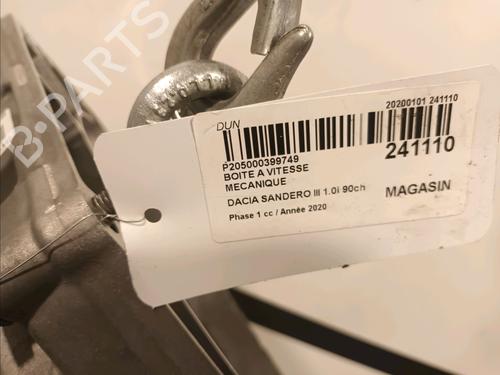 DUN
20200101 241110
P205000399749
241110
BOITE A VITESSE
MECANIQUE
DACIA SANDERO III 1.0i 90ch
MAGASIN
Phase 1 cc / Année 2020
B-PARTS